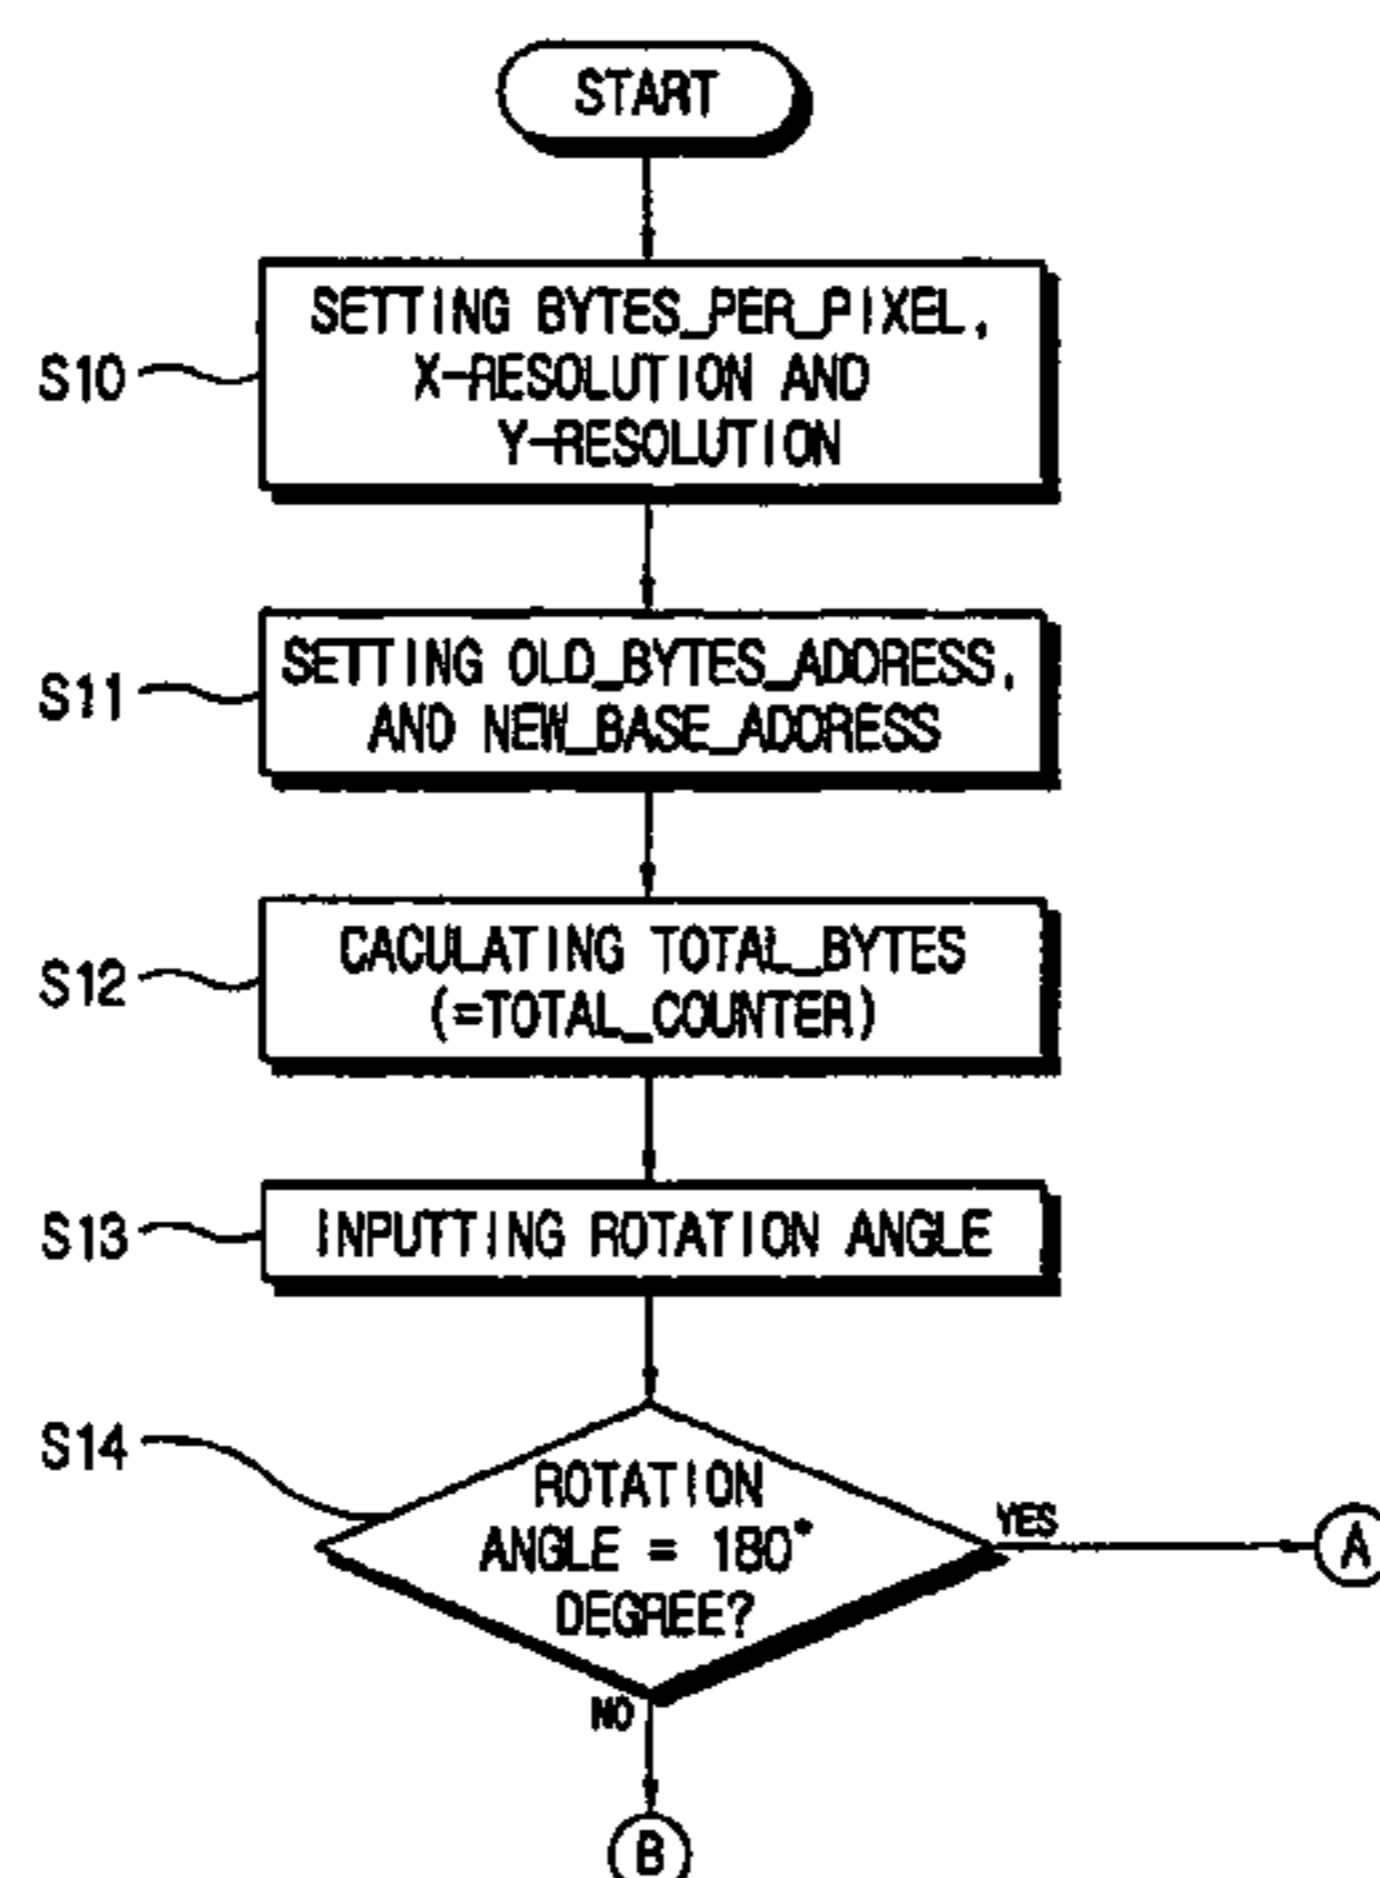 START
S10
SETTING BYTES_PER_PIXEL,
X-RESOLUTION AND
Y-RESOLUTION
S11
SETTING OLD_BYTES_ADDRESS,
AND NEW_BASE_ADDRESS
S12
CACULATING TOTAL_BYTES
(=TOTAL_COUNTER)
S13
INPUTTING ROTATION ANGLE
S14
ROTATION
ANGLE = 180°
DEGREE?
YES
A
NO
B